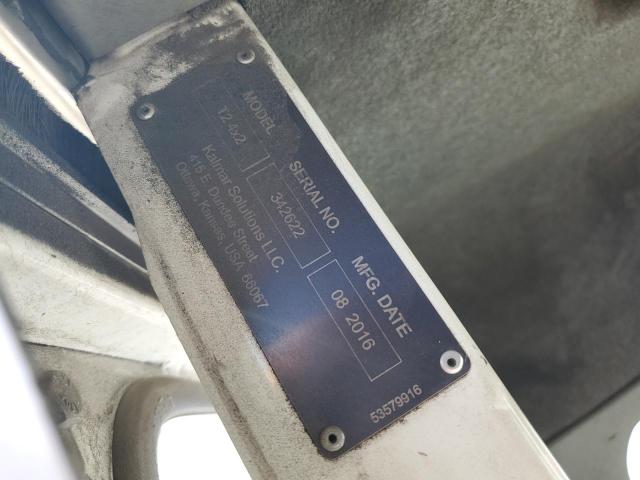 MODEL SERIAL NO. MFG. DATE
T2 4x2 342622 08 2016
Kalmar Solutions LLC.
415 E. Dundee Street
Ottawa, Kansas, USA 66067
53579916